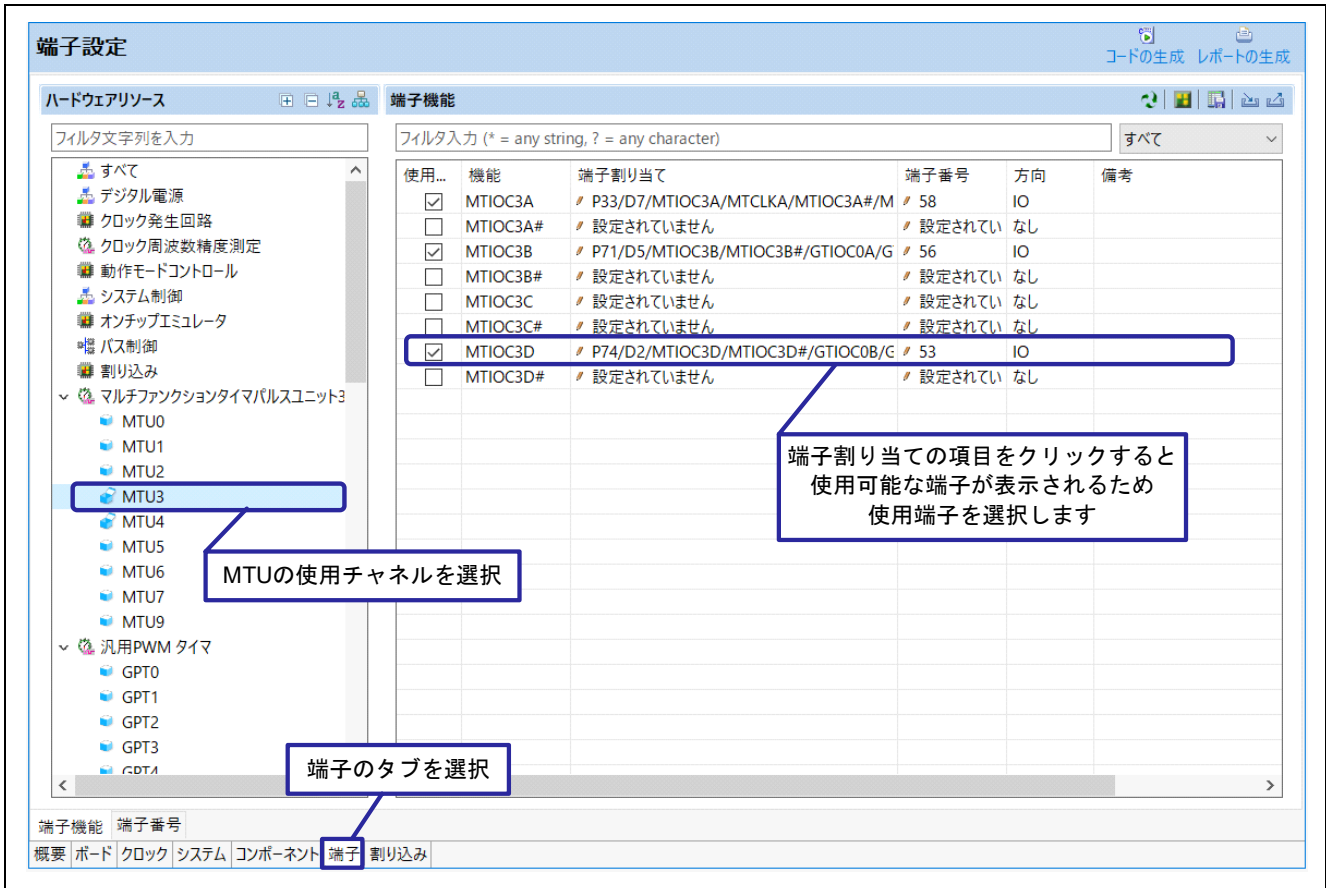 端子設定
コードの生成 レポートの生成
ハードウェアリソース
端子機能
フィルタ文字列を入力
フィルタ入力 (* = any string, ? = any character)
すべて
すべて
デジタル電源
クロック発生回路
クロック周波数精度測定
動作モードコントロール
システム制御
オンチップエミュレータ
バス制御
割り込み
マルチファンクションタイマパルスユニット3
MTU0
MTU1
MTU2
MTU3
MTU4
MTU5
MTU6
MTU7
MTU9
汎用PWM タイマ
GPT0
GPT1
GPT2
GPT3
GPT4
使用... 機能 端子割り当て 端子番号 方向 備考
MTIOC3A P33/D7/MTIOC3A/MTCLKA/MTIOC3A#/M 58 IO
MTIOC3A# 設定されていません 設定されてい なし
MTIOC3B P71/D5/MTIOC3B/MTIOC3B#/GTIOC0A/G 56 IO
MTIOC3B# 設定されていません 設定されてい なし
MTIOC3C 設定されていません 設定されてい なし
MTIOC3C# 設定されていません 設定されてい なし
MTIOC3D P74/D2/MTIOC3D/MTIOC3D#/GTIOC0B/G 53 IO
MTIOC3D# 設定されていません 設定されてい なし
端子割り当ての項目をクリックすると
使用可能な端子が表示されるため
使用端子を選択します
MTUの使用チャネルを選択
端子のタブを選択
端子機能 端子番号
概要 ボード クロック システム コンポーネント 端子 割り込み